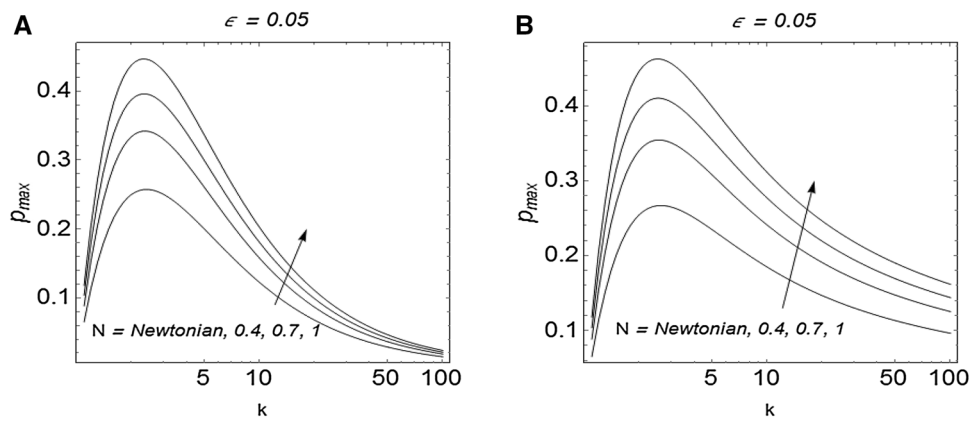 A
ϵ = 0.05
p_max
0.4
0.3
0.2
0.1
N = Newtonian, 0.4, 0.7, 1
5 10 50 100
k
B
ϵ = 0.05
p_max
0.4
0.3
0.2
0.1
N = Newtonian, 0.4, 0.7, 1
5 10 50 100
k